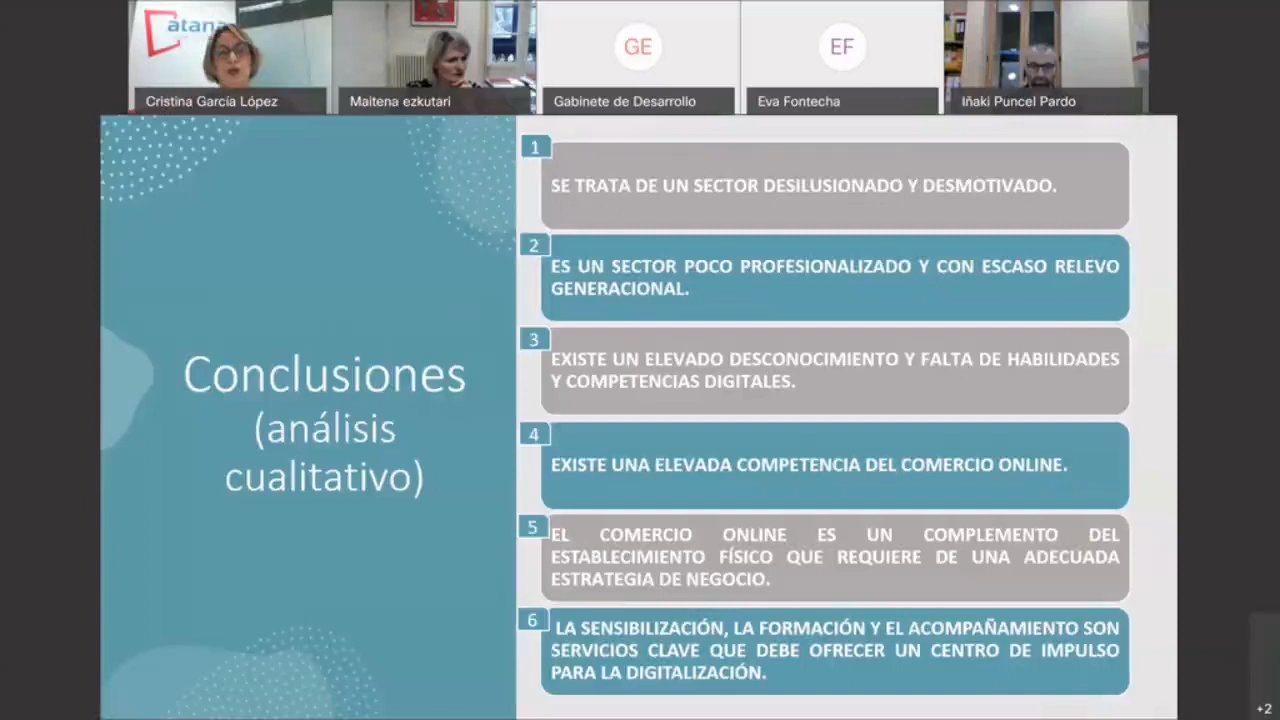 atana
Cristina García López
Maitena ezkutari
GE
Gabinete de Desarrollo
EF
Eva Fontecha
Iñaki Puncel Pardo
Conclusiones
(análisis
cualitativo)
1
SE TRATA DE UN SECTOR DESILUSIONADO Y DESMOTIVADO.
2
ES UN SECTOR POCO PROFESIONALIZADO Y CON ESCASO RELEVO
GENERACIONAL.
3
EXISTE UN ELEVADO DESCONOCIMIENTO Y FALTA DE HABILIDADES
Y COMPETENCIAS DIGITALES.
4
EXISTE UNA ELEVADA COMPETENCIA DEL COMERCIO ONLINE.
5
EL COMERCIO ONLINE ES UN COMPLEMENTO DEL
ESTABLECIMIENTO FÍSICO QUE REQUIERE DE UNA ADECUADA
ESTRATEGIA DE NEGOCIO.
6
LA SENSIBILIZACIÓN, LA FORMACIÓN Y EL ACOMPAÑAMIENTO SON
SERVICIOS CLAVE QUE DEBE OFRECER UN CENTRO DE IMPULSO
PARA LA DIGITALIZACIÓN.
+2